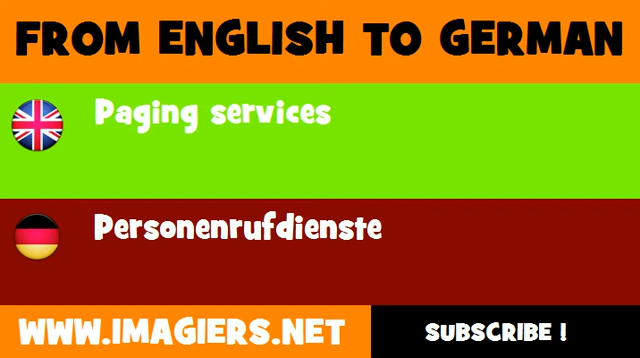 FROM ENGLISH TO GERMAN
Paging services
Personenrufdienste
WWW.IMAGIERS.NET
SUBSCRIBE !